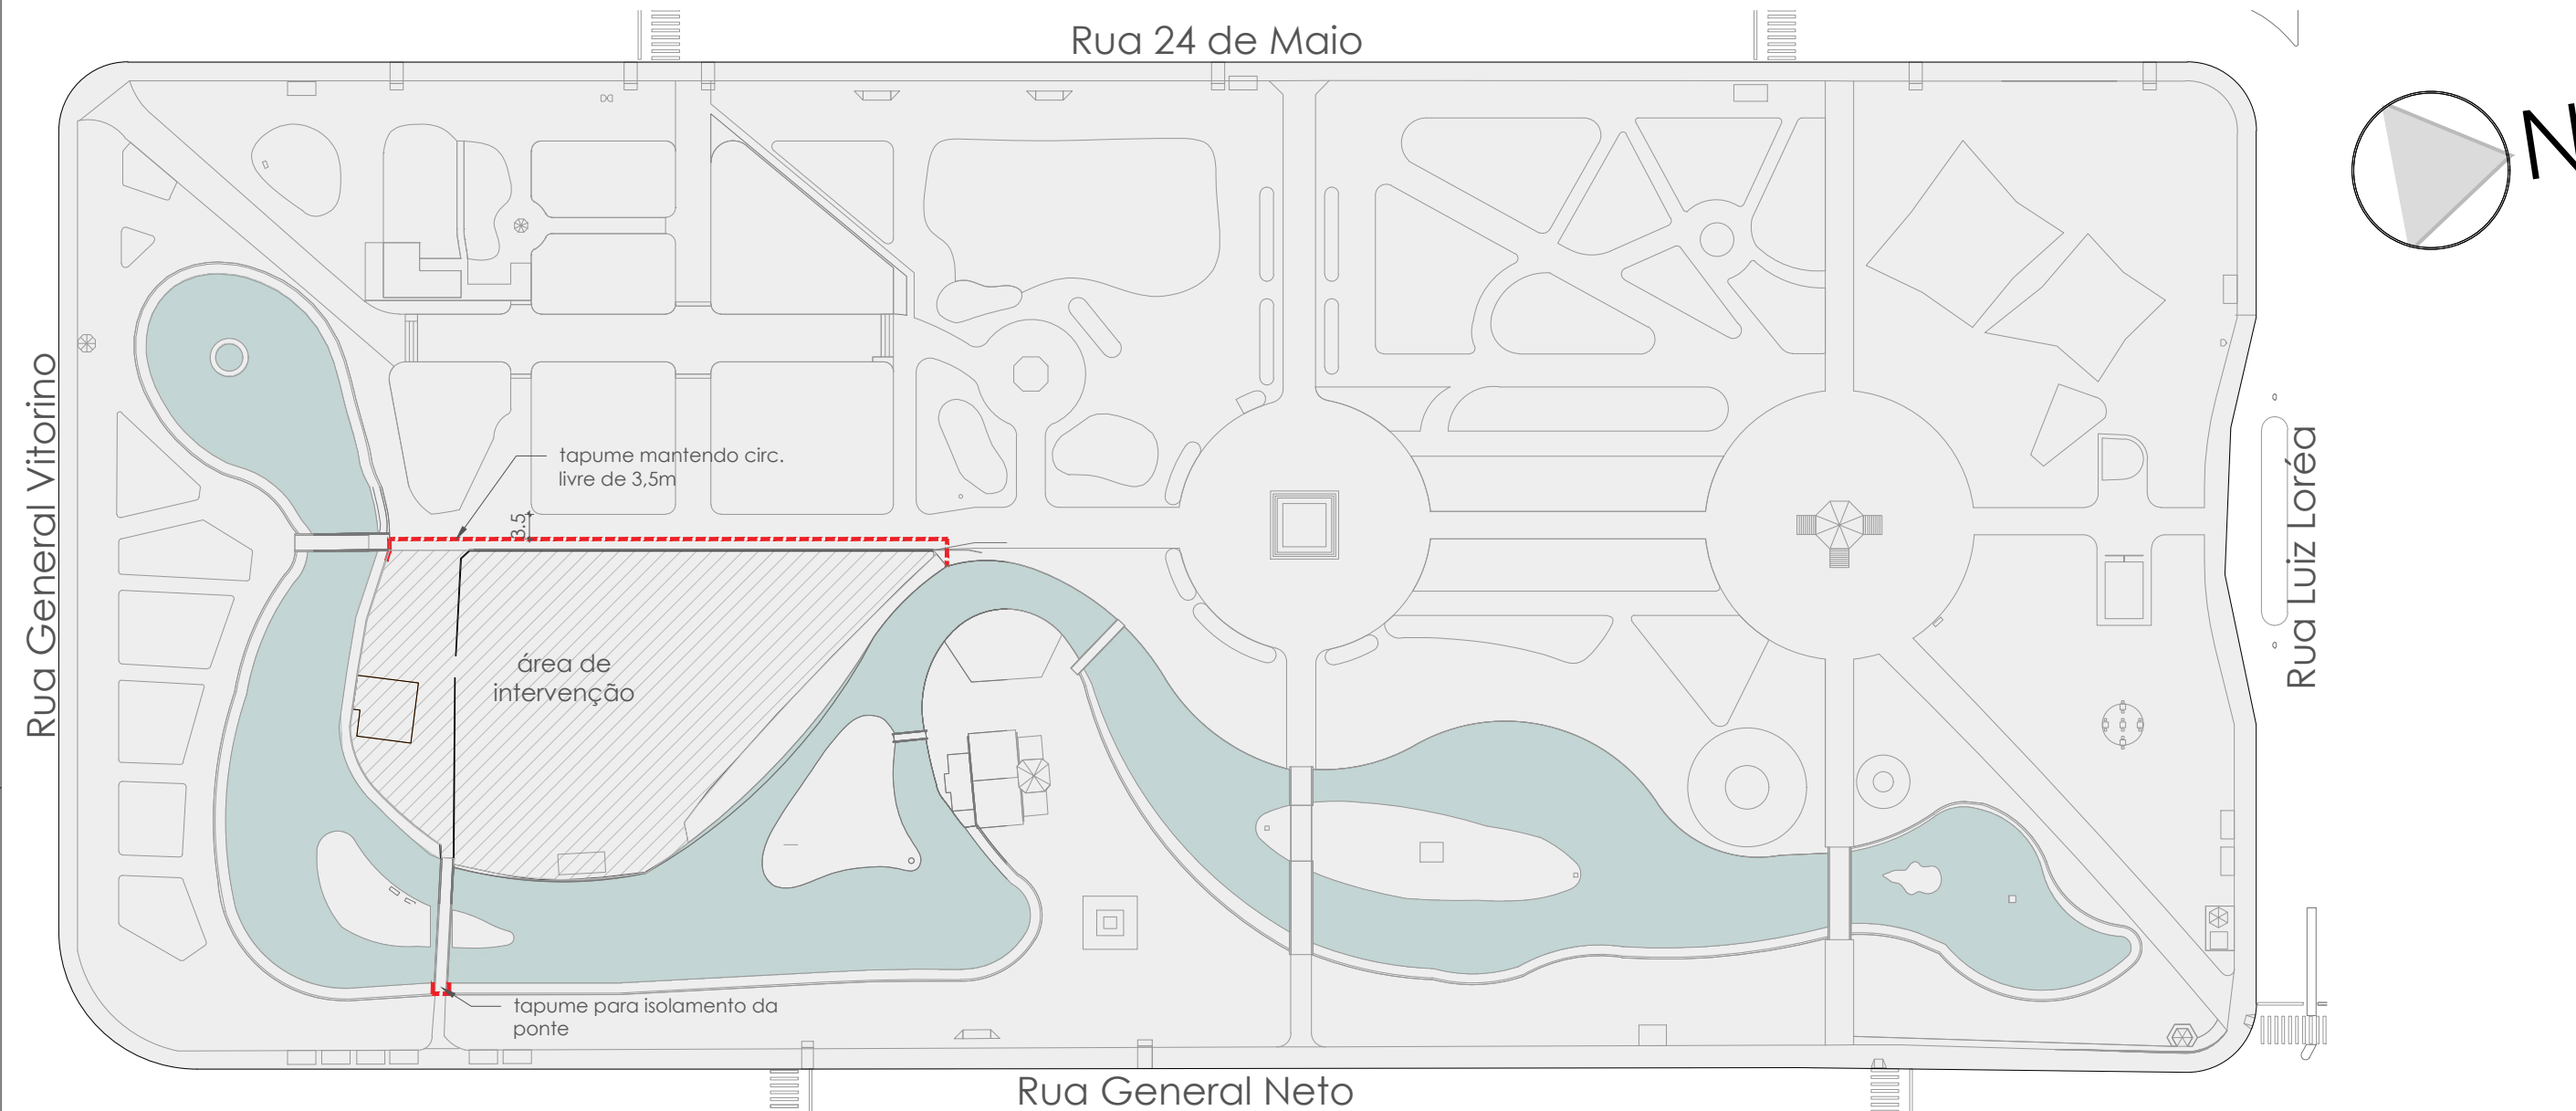 Rua 24 de Maio
N
Rua General Vitorino
tapume mantendo circ.
livre de 3,5m
3.5
área de
intervenção
Rua Luiz Loréa
tapume para isolamento da
ponte
Rua General Neto